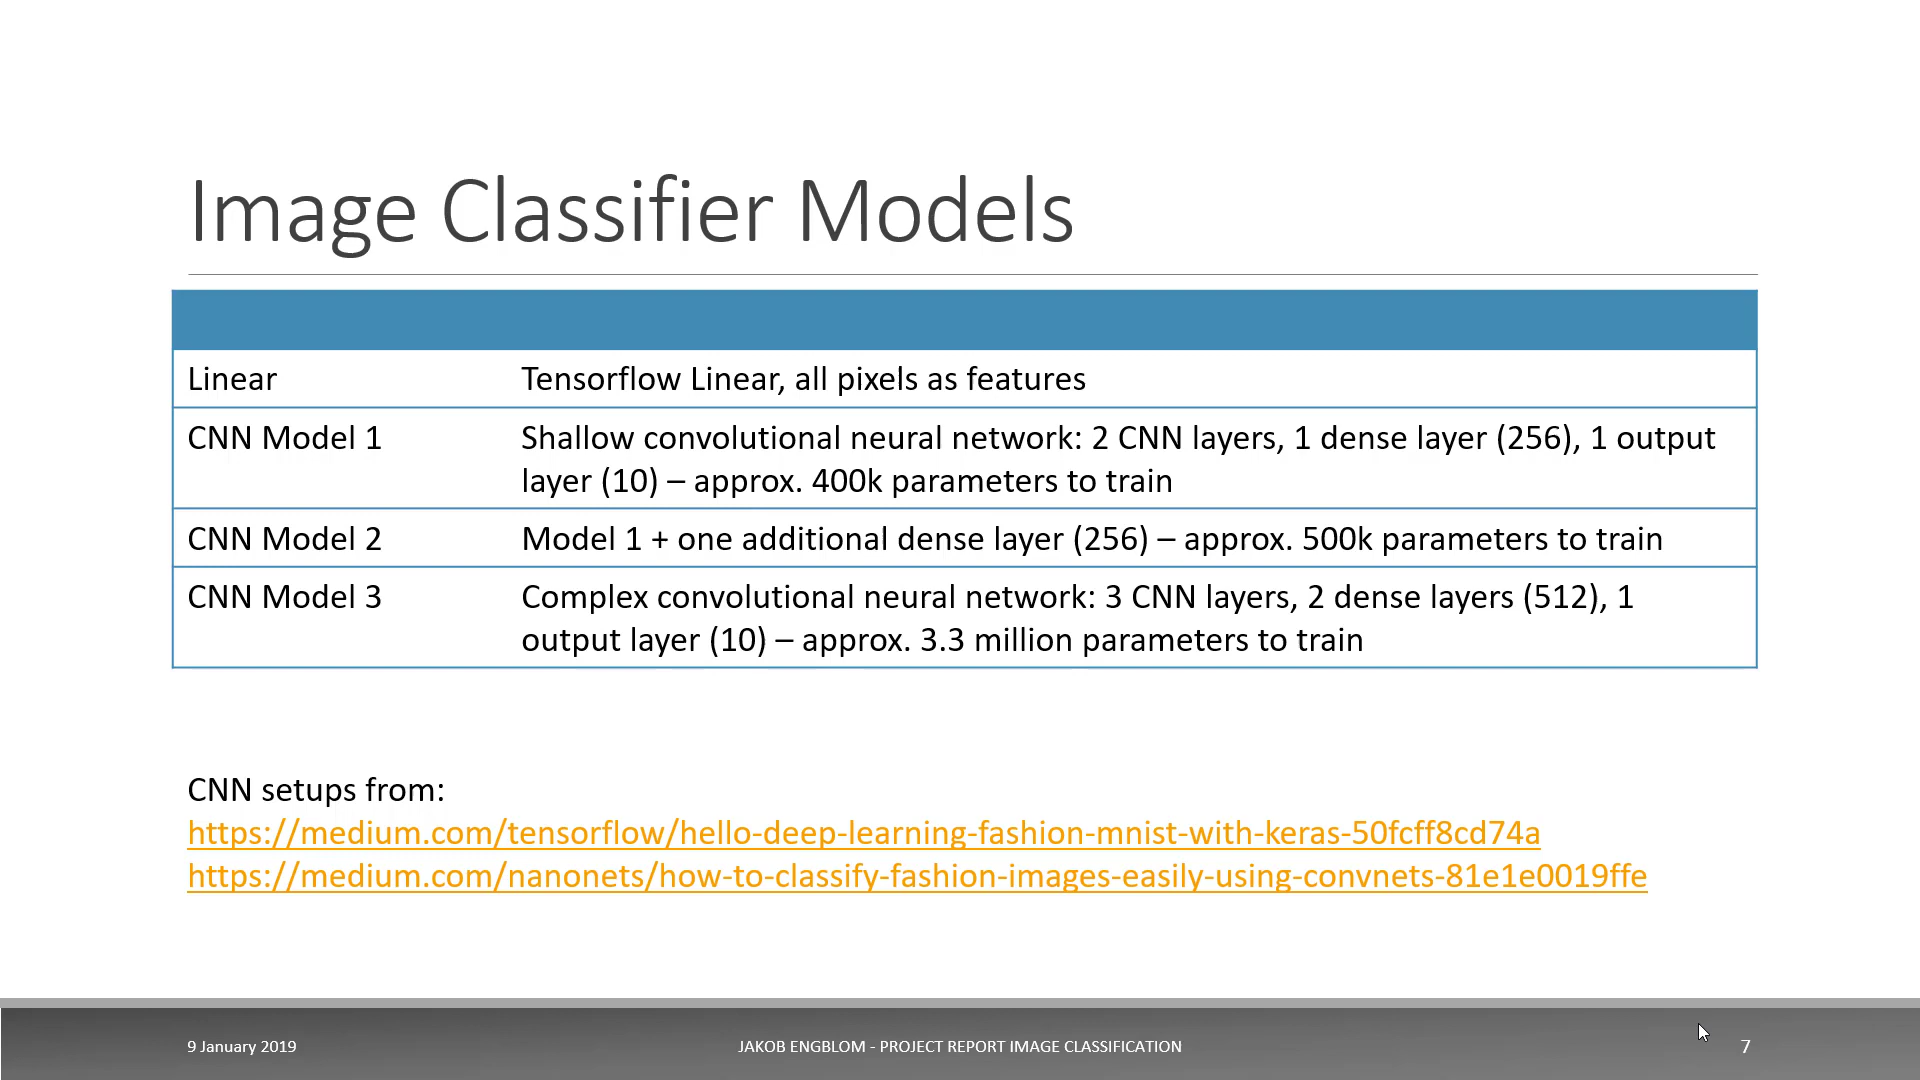 Image Classifier Models
Linear
Tensorflow Linear, all pixels as features
CNN Model 1
Shallow convolutional neural network: 2 CNN layers, 1 dense layer (256), 1 output
layer (10) – approx. 400k parameters to train
CNN Model 2
Model 1 + one additional dense layer (256) – approx. 500k parameters to train
CNN Model 3
Complex convolutional neural network: 3 CNN layers, 2 dense layers (512), 1
output layer (10) – approx. 3.3 million parameters to train
CNN setups from:
https://medium.com/tensorflow/hello-deep-learning-fashion-mnist-with-keras-50fcff8cd74a
https://medium.com/nanonets/how-to-classify-fashion-images-easily-using-convnets-81e1e0019ffe
9 January 2019
JAKOB ENGBLOM - PROJECT REPORT IMAGE CLASSIFICATION
7